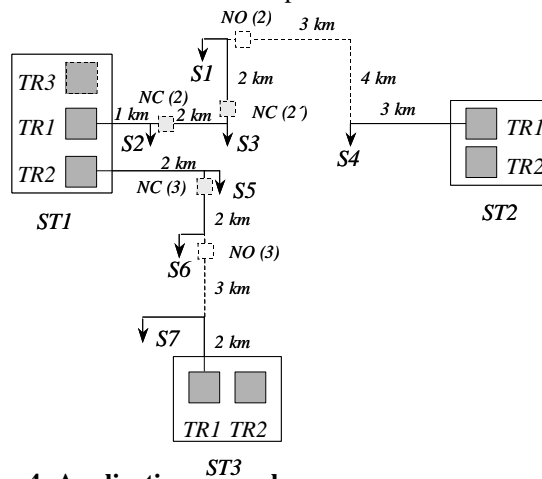 NO (2)
3 km
S1
TR3
NC (2)
2 km
4 km
1 km
2 km
NC (2´)
3 km
TR1
TR1
S2
S3
S4
TR2
2 km
TR2
NC (3)
S5
ST1
ST2
2 km
S6
NO (3)
3 km
S7
2 km
TR1 TR2
ST3